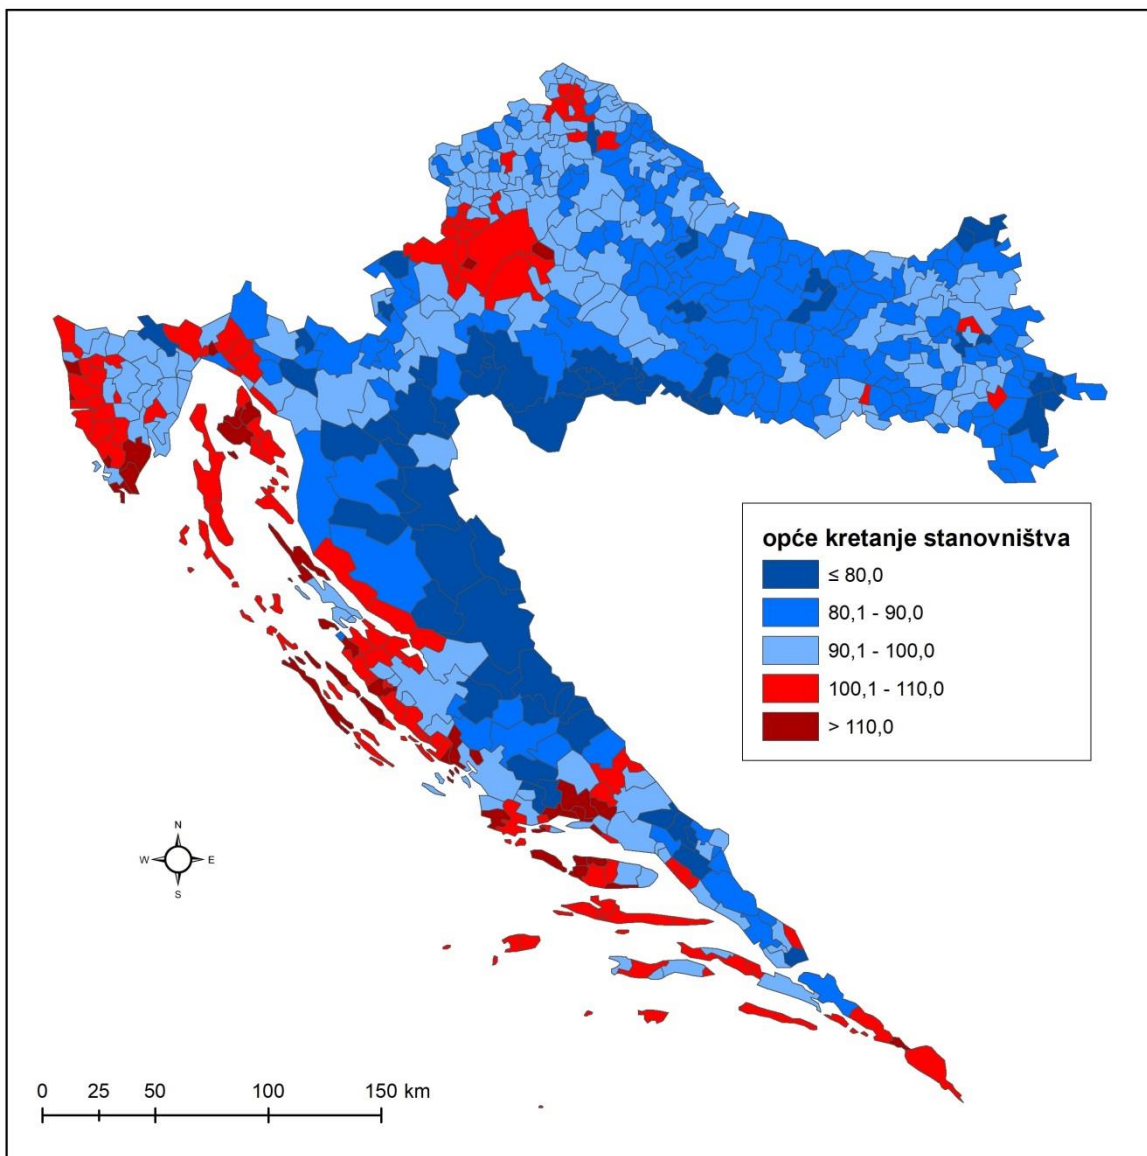 opće kretanje stanovništva
≤ 80,0
80,1 - 90,0
90,1 - 100,0
100,1 - 110,0
> 110,0
N
W E
S
0 25 50 100 150 km